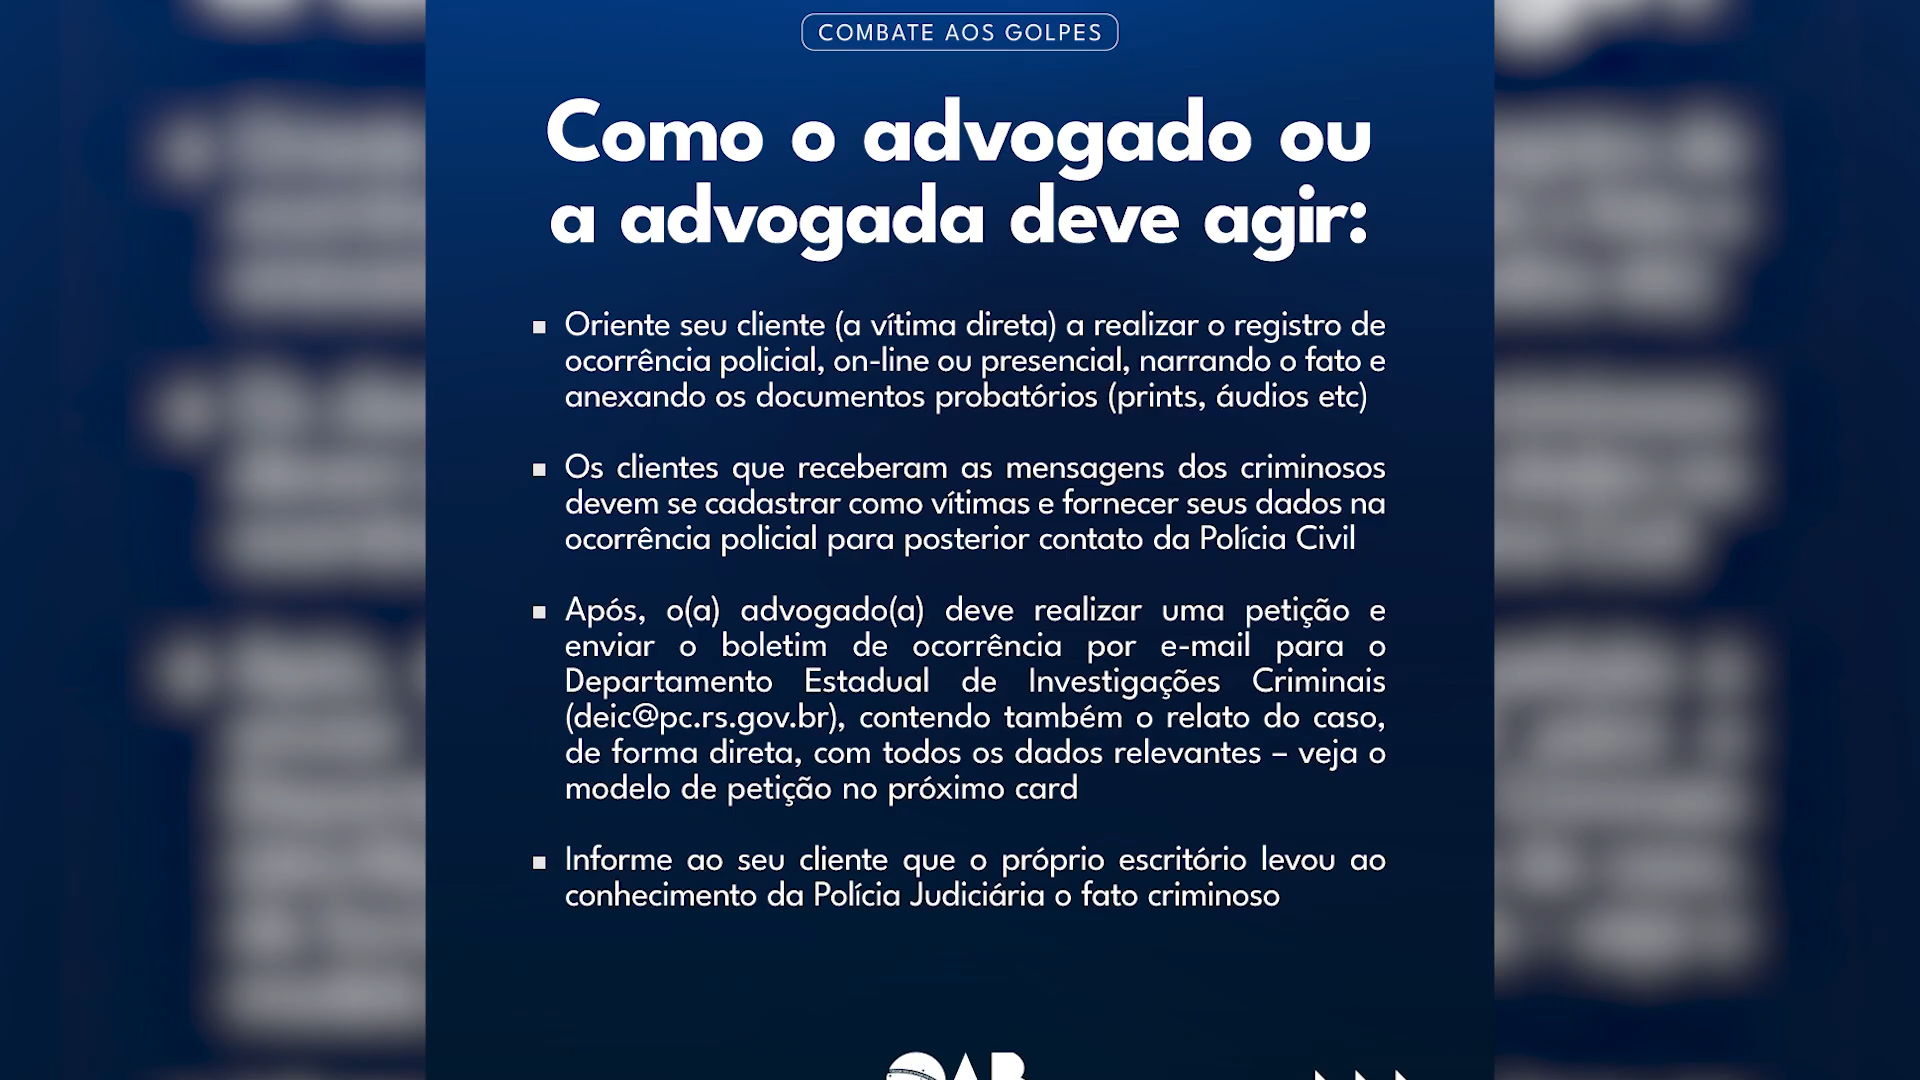 COMBATE AOS GOLPES
Como o advogado ou
a advogada deve agir:
▪ Oriente seu cliente (a vítima direta) a realizar o registro de
ocorrência policial, on-line ou presencial, narrando o fato e
anexando os documentos probatórios (prints, áudios etc)
▪ Os clientes que receberam as mensagens dos criminosos
devem se cadastrar como vítimas e fornecer seus dados na
ocorrência policial para posterior contato da Polícia Civil
▪ Após, o(a) advogado(a) deve realizar uma petição e
enviar o boletim de ocorrência por e-mail para o
Departamento Estadual de Investigações Criminais
(deic@pc.rs.gov.br), contendo também o relato do caso,
de forma direta, com todos os dados relevantes – veja o
modelo de petição no próximo card
▪ Informe ao seu cliente que o próprio escritório levou ao
conhecimento da Polícia Judiciária o fato criminoso
OAB